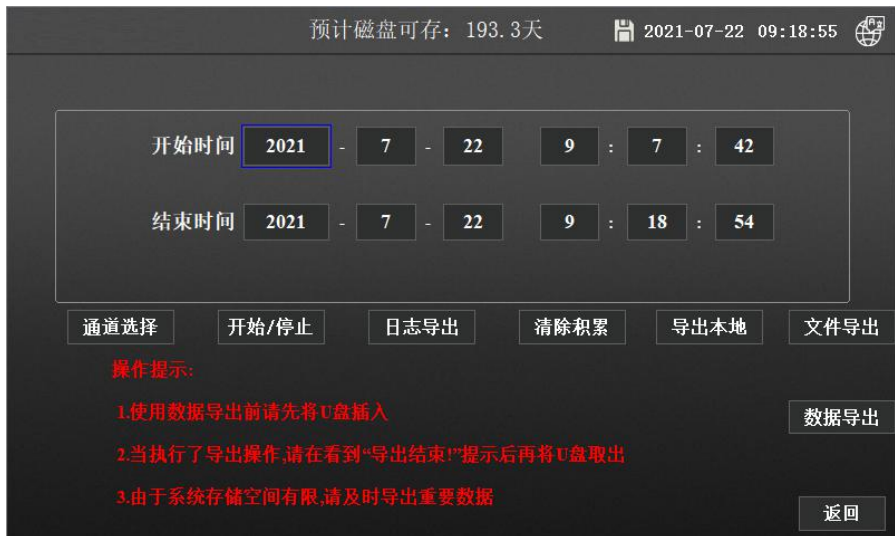 预计磁盘可存: 193.3天 2021-07-22 09:18:55
开始时间 2021 - 7 - 22 9 : 7 : 42
结束时间 2021 - 7 - 22 9 : 18 : 54
通道选择 开始/停止 日志导出 清除积累 导出本地 文件导出
操作提示:
1.使用数据导出前请先将U盘插入
数据导出
2.当执行了导出操作,请在看到“导出结束!”提示后再将U盘取出
3.由于系统存储空间有限,请及时导出重要数据
返回